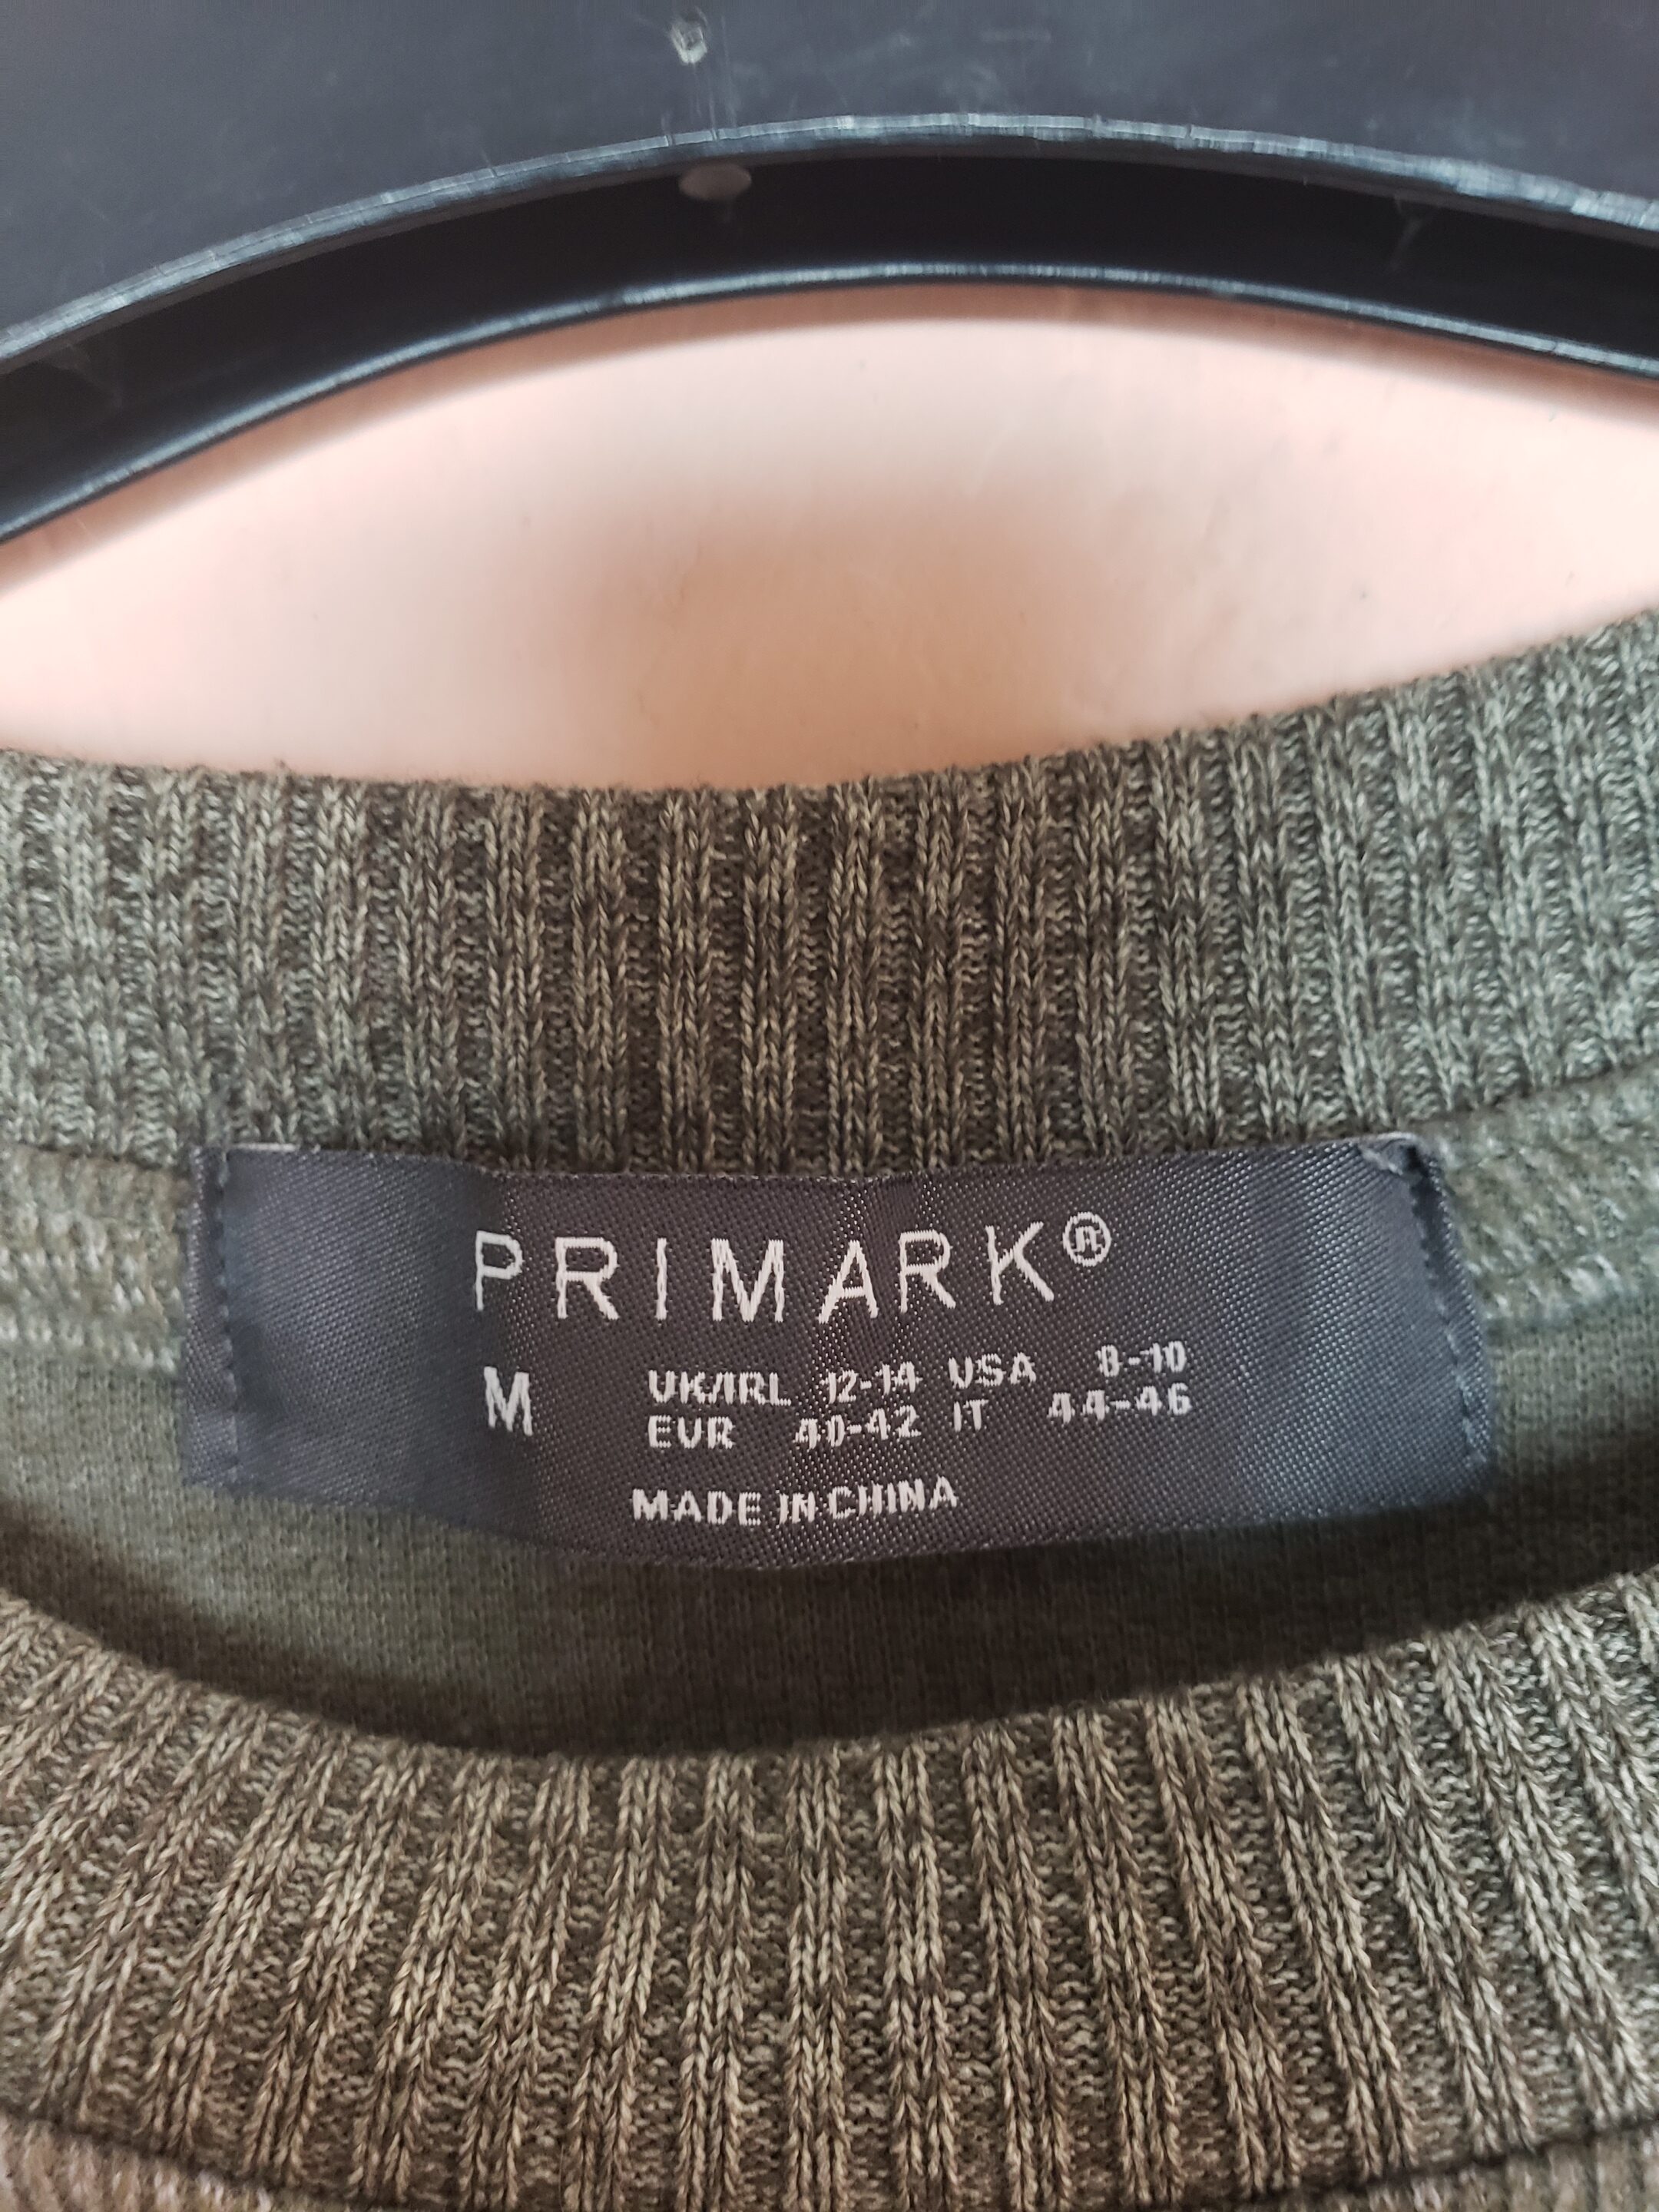 PRIMARK®
M UK/IRL 12-14 USA 8-10
EUR 40-42 IT 44-46
MADE IN CHINA